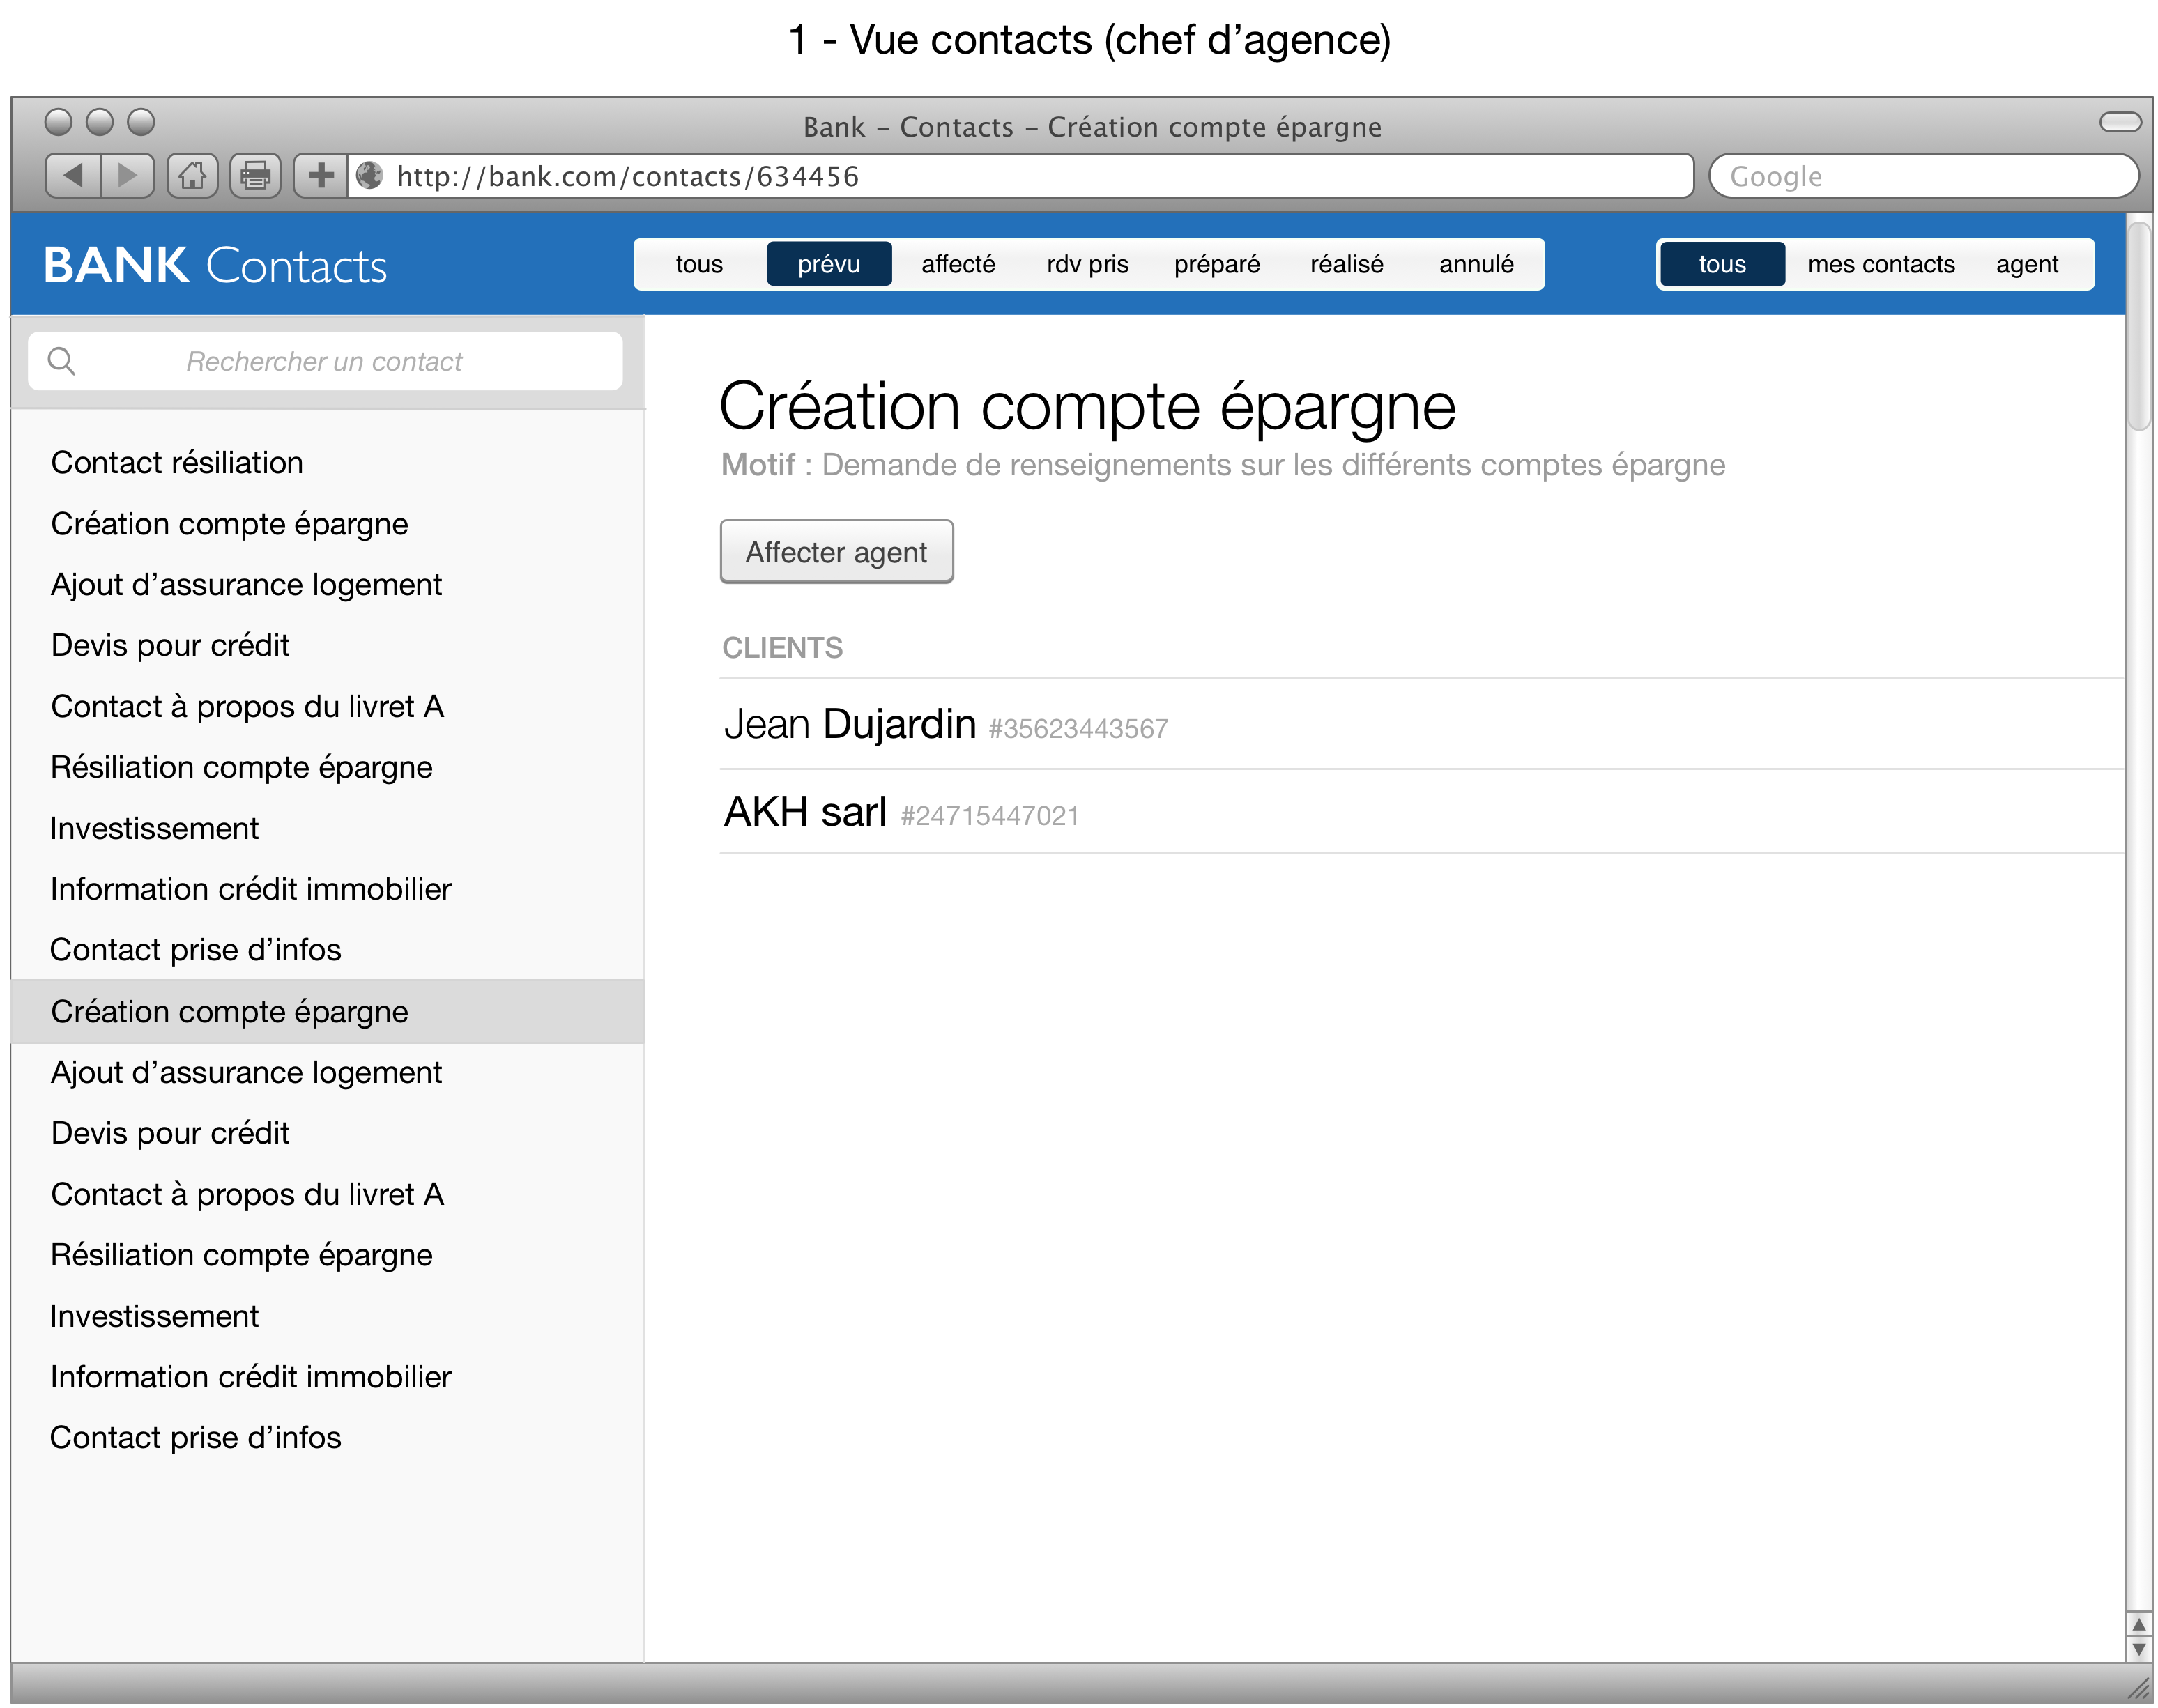 1 - Vue contacts (chef d’agence)
Bank – Contacts – Création compte épargne
http://bank.com/contacts/634456
Google
BANK Contacts
tous prévu affecté rdv pris préparé réalisé annulé
tous mes contacts agent
Rechercher un contact
Contact résiliation
Création compte épargne
Ajout d’assurance logement
Devis pour crédit
Contact à propos du livret A
Résiliation compte épargne
Investissement
Information crédit immobilier
Contact prise d’infos
Création compte épargne
Ajout d’assurance logement
Devis pour crédit
Contact à propos du livret A
Résiliation compte épargne
Investissement
Information crédit immobilier
Contact prise d’infos
Création compte épargne
Motif : Demande de renseignements sur les différents comptes épargne
Affecter agent
CLIENTS
Jean Dujardin #35623443567
AKH sarl #24715447021